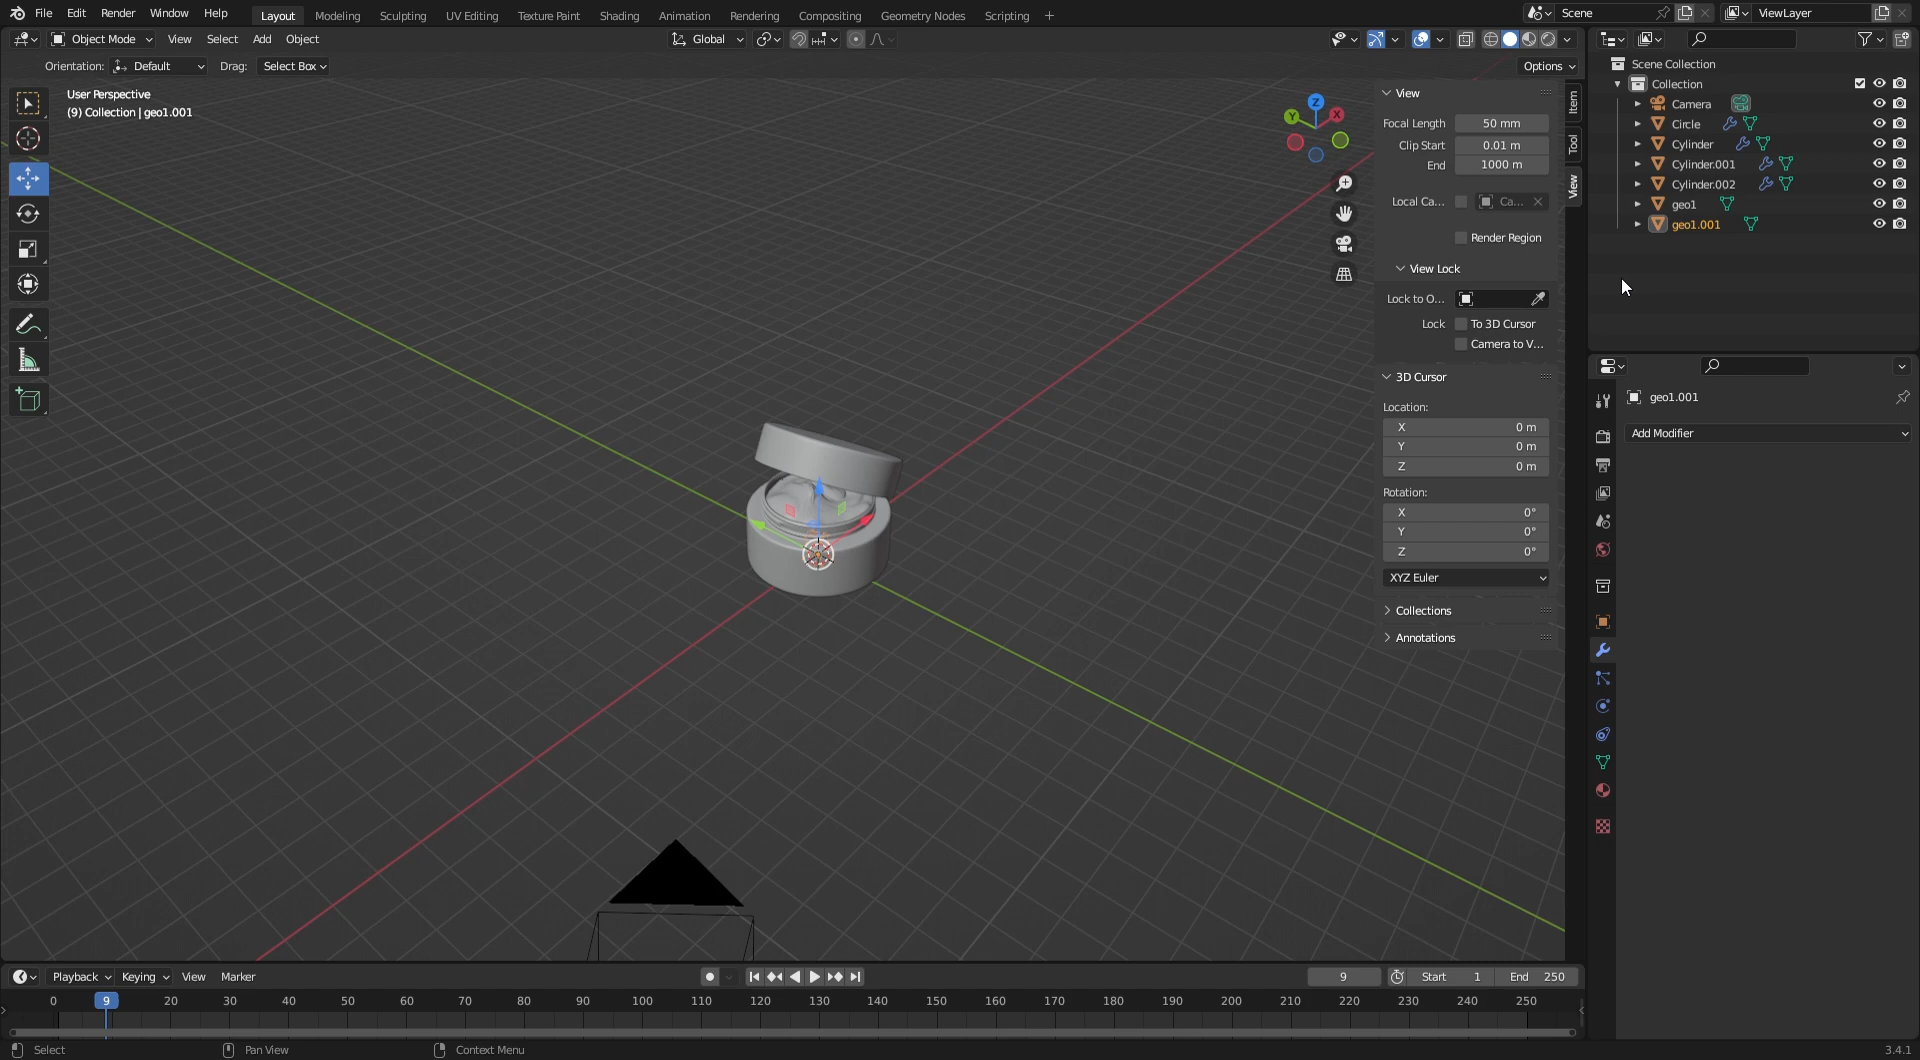 File Edit Render Window Help Layout Modeling Sculpting UV Editing Texture Paint Shading Animation Rendering Compositing Geometry Nodes Scripting + Scene ViewLayer
Object Mode View Select Add Object Global
Orientation: Default Drag: Select Box Options
User Perspective
(9) Collection | geo1.001
Z
Y
X
Item
Tool
View
View
Focal Length 50 mm
Clip Start 0.01 m
End 1000 m
Local Ca... Ca...
Render Region
View Lock
Lock to O...
Lock To 3D Cursor
Camera to V...
3D Cursor
Location:
X 0 m
Y 0 m
Z 0 m
Rotation:
X 0°
Y 0°
Z 0°
XYZ Euler
Collections
Annotations
Scene Collection
Collection
Camera
Circle
Cylinder
Cylinder.001
Cylinder.002
geo1
geo1.001
geo1.001
Add Modifier
Playback Keying View Marker 9 Start 1 End 250
0 9 20 30 40 50 60 70 80 90 100 110 120 130 140 150 160 170 180 190 200 210 220 230 240 250
Select Pan View Context Menu 3.4.1